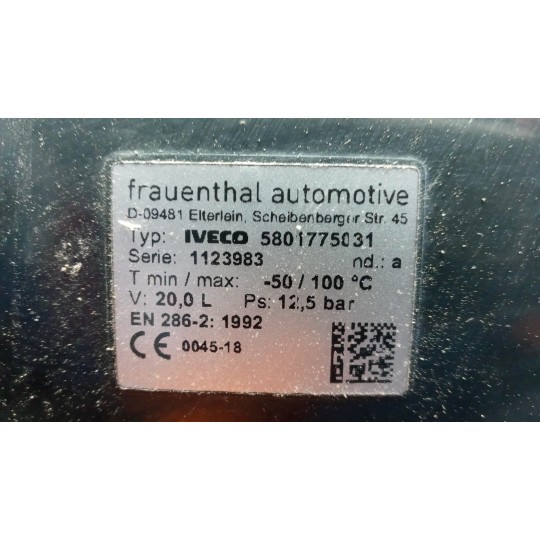 frauenthal automotive
D-09481 Elterlein, Scheibenberger Str. 45
Typ: IVECO 5801775031
Serie: 1123983 nd.: a
T min / max: -50 / 100 °C
V: 20,0 L Ps: 12,5 bar
EN 286-2: 1992
CE 0045-18